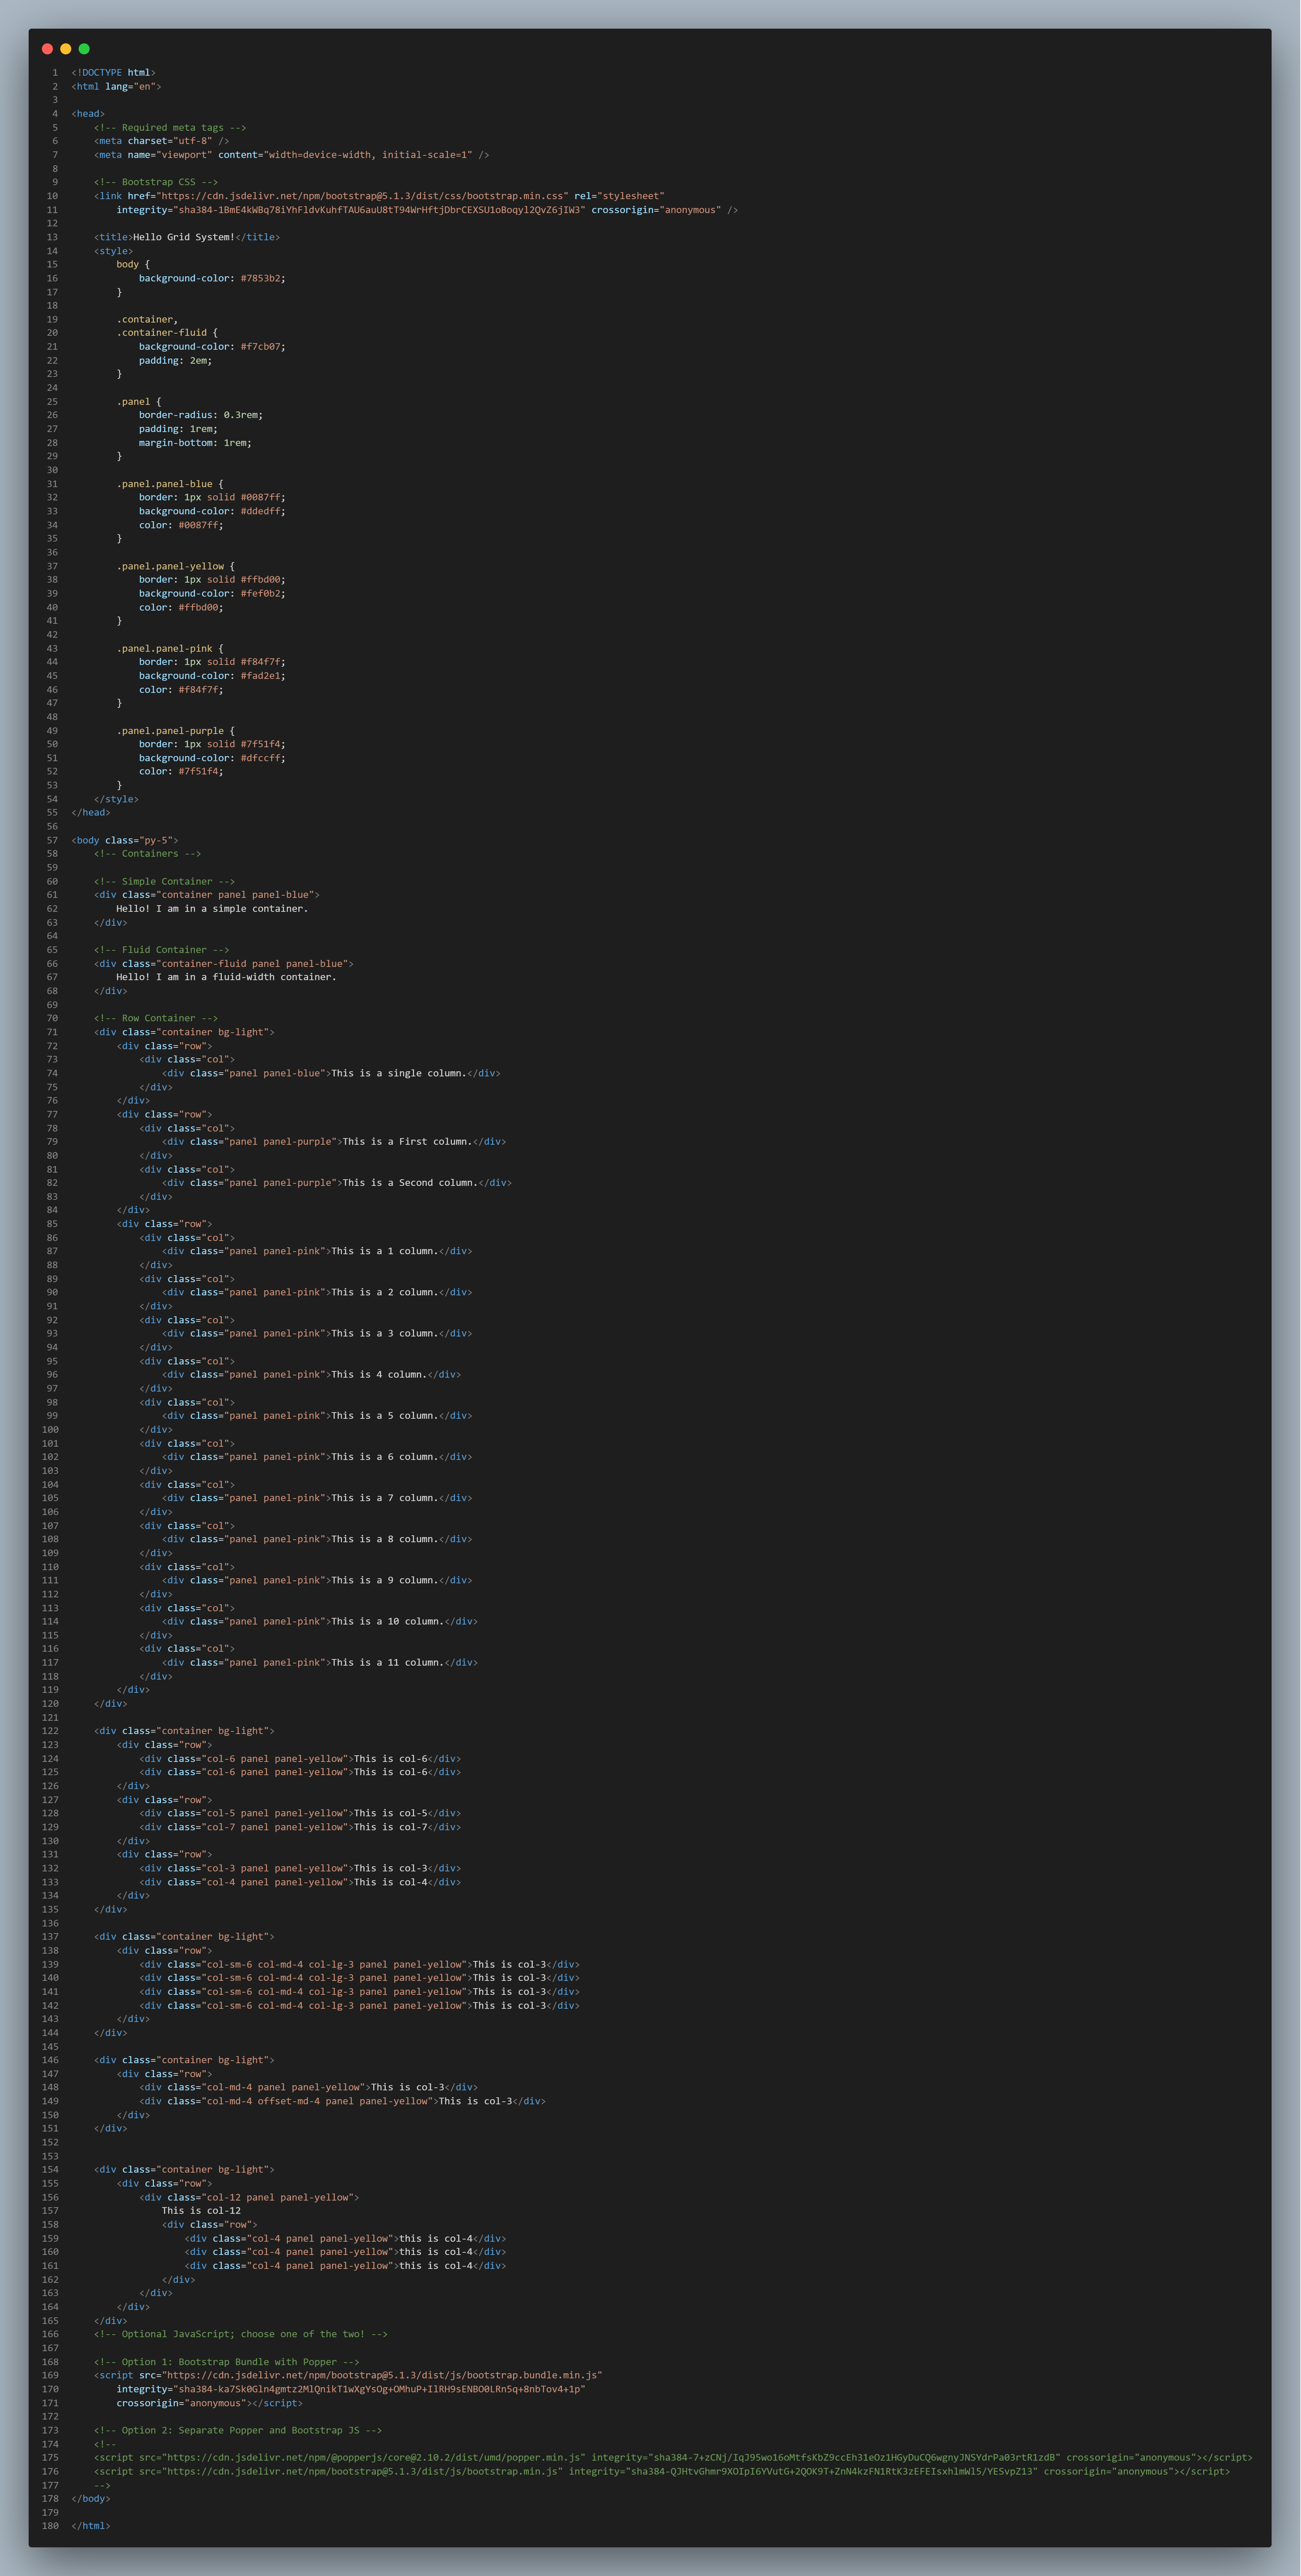 1 <!DOCTYPE html>
2 <html lang="en">
3
4 <head>
5     <!-- Required meta tags -->
6     <meta charset="utf-8" />
7     <meta name="viewport" content="width=device-width, initial-scale=1" />
8
9     <!-- Bootstrap CSS -->
10     <link href="https://cdn.jsdelivr.net/npm/bootstrap@5.1.3/dist/css/bootstrap.min.css" rel="stylesheet"
11         integrity="sha384-1BmE4kWBq78iYhFldvKuhfTAU6auU8tT94WrHftjDbrCEXSU1oBoqyl2QvZ6jIW3" crossorigin="anonymous" />
12
13     <title>Hello Grid System!</title>
14     <style>
15         body {
16             background-color: #7853b2;
17         }
18
19         .container,
20         .container-fluid {
21             background-color: #f7cb07;
22             padding: 2em;
23         }
24
25         .panel {
26             border-radius: 0.3rem;
27             padding: 1rem;
28             margin-bottom: 1rem;
29         }
30
31         .panel.panel-blue {
32             border: 1px solid #0087ff;
33             background-color: #ddedff;
34             color: #0087ff;
35         }
36
37         .panel.panel-yellow {
38             border: 1px solid #ffbd00;
39             background-color: #fef0b2;
40             color: #ffbd00;
41         }
42
43         .panel.panel-pink {
44             border: 1px solid #f84f7f;
45             background-color: #fad2e1;
46             color: #f84f7f;
47         }
48
49         .panel.panel-purple {
50             border: 1px solid #7f51f4;
51             background-color: #dfccff;
52             color: #7f51f4;
53         }
54     </style>
55 </head>
56
57 <body class="py-5">
58     <!-- Containers -->
59
60     <!-- Simple Container -->
61     <div class="container panel panel-blue">
62         Hello! I am in a simple container.
63     </div>
64
65     <!-- Fluid Container -->
66     <div class="container-fluid panel panel-blue">
67         Hello! I am in a fluid-width container.
68     </div>
69
70     <!-- Row Container -->
71     <div class="container bg-light">
72         <div class="row">
73             <div class="col">
74                 <div class="panel panel-blue">This is a single column.</div>
75             </div>
76         </div>
77         <div class="row">
78             <div class="col">
79                 <div class="panel panel-purple">This is a First column.</div>
80             </div>
81             <div class="col">
82                 <div class="panel panel-purple">This is a Second column.</div>
83             </div>
84         </div>
85         <div class="row">
86             <div class="col">
87                 <div class="panel panel-pink">This is a 1 column.</div>
88             </div>
89             <div class="col">
90                 <div class="panel panel-pink">This is a 2 column.</div>
91             </div>
92             <div class="col">
93                 <div class="panel panel-pink">This is a 3 column.</div>
94             </div>
95             <div class="col">
96                 <div class="panel panel-pink">This is 4 column.</div>
97             </div>
98             <div class="col">
99                 <div class="panel panel-pink">This is a 5 column.</div>
100             </div>
101             <div class="col">
102                 <div class="panel panel-pink">This is a 6 column.</div>
103             </div>
104             <div class="col">
105                 <div class="panel panel-pink">This is a 7 column.</div>
106             </div>
107             <div class="col">
108                 <div class="panel panel-pink">This is a 8 column.</div>
109             </div>
110             <div class="col">
111                 <div class="panel panel-pink">This is a 9 column.</div>
112             </div>
113             <div class="col">
114                 <div class="panel panel-pink">This is a 10 column.</div>
115             </div>
116             <div class="col">
117                 <div class="panel panel-pink">This is a 11 column.</div>
118             </div>
119         </div>
120     </div>
121
122     <div class="container bg-light">
123         <div class="row">
124             <div class="col-6 panel panel-yellow">This is col-6</div>
125             <div class="col-6 panel panel-yellow">This is col-6</div>
126         </div>
127         <div class="row">
128             <div class="col-5 panel panel-yellow">This is col-5</div>
129             <div class="col-7 panel panel-yellow">This is col-7</div>
130         </div>
131         <div class="row">
132             <div class="col-3 panel panel-yellow">This is col-3</div>
133             <div class="col-4 panel panel-yellow">This is col-4</div>
134         </div>
135     </div>
136
137     <div class="container bg-light">
138         <div class="row">
139             <div class="col-sm-6 col-md-4 col-lg-3 panel panel-yellow">This is col-3</div>
140             <div class="col-sm-6 col-md-4 col-lg-3 panel panel-yellow">This is col-3</div>
141             <div class="col-sm-6 col-md-4 col-lg-3 panel panel-yellow">This is col-3</div>
142             <div class="col-sm-6 col-md-4 col-lg-3 panel panel-yellow">This is col-3</div>
143         </div>
144     </div>
145
146     <div class="container bg-light">
147         <div class="row">
148             <div class="col-md-4 panel panel-yellow">This is col-3</div>
149             <div class="col-md-4 offset-md-4 panel panel-yellow">This is col-3</div>
150         </div>
151     </div>
152
153
154     <div class="container bg-light">
155         <div class="row">
156             <div class="col-12 panel panel-yellow">
157                 This is col-12
158                 <div class="row">
159                     <div class="col-4 panel panel-yellow">this is col-4</div>
160                     <div class="col-4 panel panel-yellow">this is col-4</div>
161                     <div class="col-4 panel panel-yellow">this is col-4</div>
162                 </div>
163             </div>
164         </div>
165     </div>
166     <!-- Optional JavaScript; choose one of the two! -->
167
168     <!-- Option 1: Bootstrap Bundle with Popper -->
169     <script src="https://cdn.jsdelivr.net/npm/bootstrap@5.1.3/dist/js/bootstrap.bundle.min.js"
170         integrity="sha384-ka7Sk0Gln4gmtz2MlQnikT1wXgYsOg+OMhuP+IlRH9sENBO0LRn5q+8nbTov4+1p"
171         crossorigin="anonymous"></script>
172
173     <!-- Option 2: Separate Popper and Bootstrap JS -->
174     <!--
175     <script src="https://cdn.jsdelivr.net/npm/@popperjs/core@2.10.2/dist/umd/popper.min.js" integrity="sha384-7+zCNj/IqJ95wo16oMtfsKbZ9ccEh31eOz1HGyDuCQ6wgnyJNSYdrPa03rtR1zdB" crossorigin="anonymous"></script>
176     <script src="https://cdn.jsdelivr.net/npm/bootstrap@5.1.3/dist/js/bootstrap.min.js" integrity="sha384-QJHtvGhmr9XOIpI6YVutG+2QOK9T+ZnN4kzFN1RtK3zEFEIsxhlmWl5/YESvpZ13" crossorigin="anonymous"></script>
177     -->
178 </body>
179
180 </html>